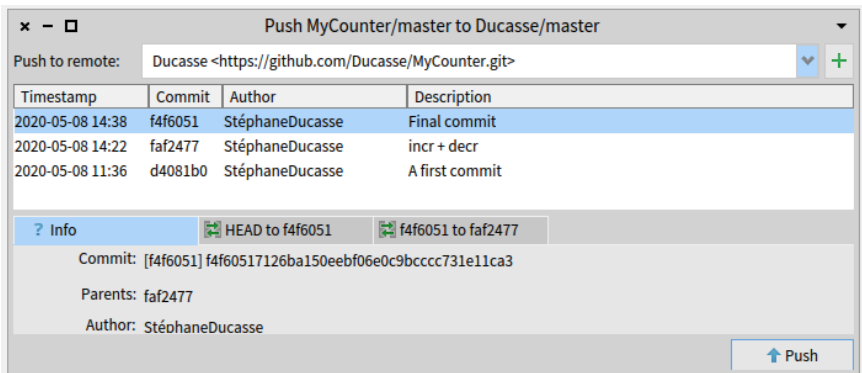 Push MyCounter/master to Ducasse/master
Push to remote: Ducasse <https://github.com/Ducasse/MyCounter.git>
Timestamp Commit Author Description
2020-05-08 14:38 f4f6051 StéphaneDucasse Final commit
2020-05-08 14:22 faf2477 StéphaneDucasse incr + decr
2020-05-08 11:36 d4081b0 StéphaneDucasse A first commit
? Info HEAD to f4f6051 f4f6051 to faf2477
Commit: [f4f6051] f4f60517126ba150eebf06e0c9bcccc731e11ca3
Parents: faf2477
Author: StéphaneDucasse
Push